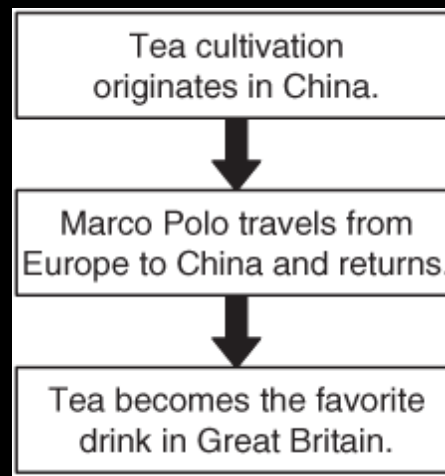 Tea cultivation
originates in China.
Marco Polo travels from
Europe to China and returns.
Tea becomes the favorite
drink in Great Britain.